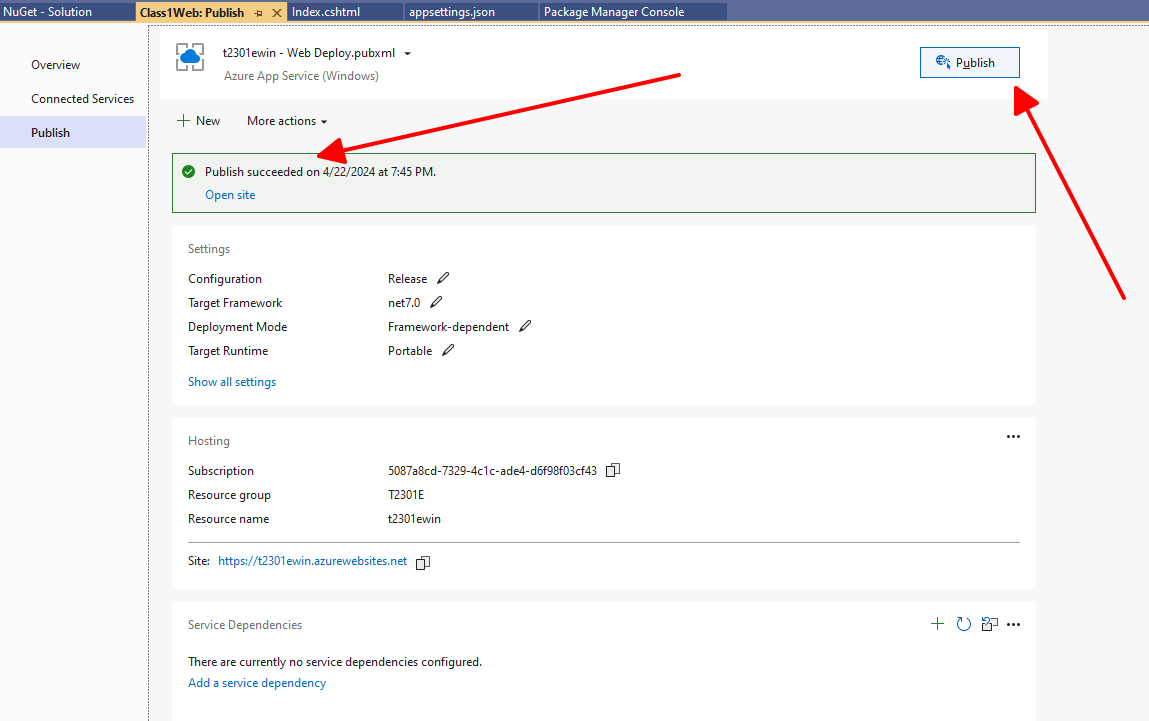 NuGet - Solution
Class1Web: Publish
Index.cshtml
appsettings.json
Package Manager Console
Overview
Connected Services
Publish
t2301ewin - Web Deploy.pubxml
Azure App Service (Windows)
Publish
New
More actions
Publish succeeded on 4/22/2024 at 7:45 PM.
Open site
Settings
Configuration Release
Target Framework net7.0
Deployment Mode Framework-dependent
Target Runtime Portable
Show all settings
Hosting
Subscription 5087a8cd-7329-4c1c-ade4-d6f98f03cf43
Resource group T2301E
Resource name t2301ewin
Site: https://t2301ewin.azurewebsites.net
Service Dependencies
There are currently no service dependencies configured.
Add a service dependency